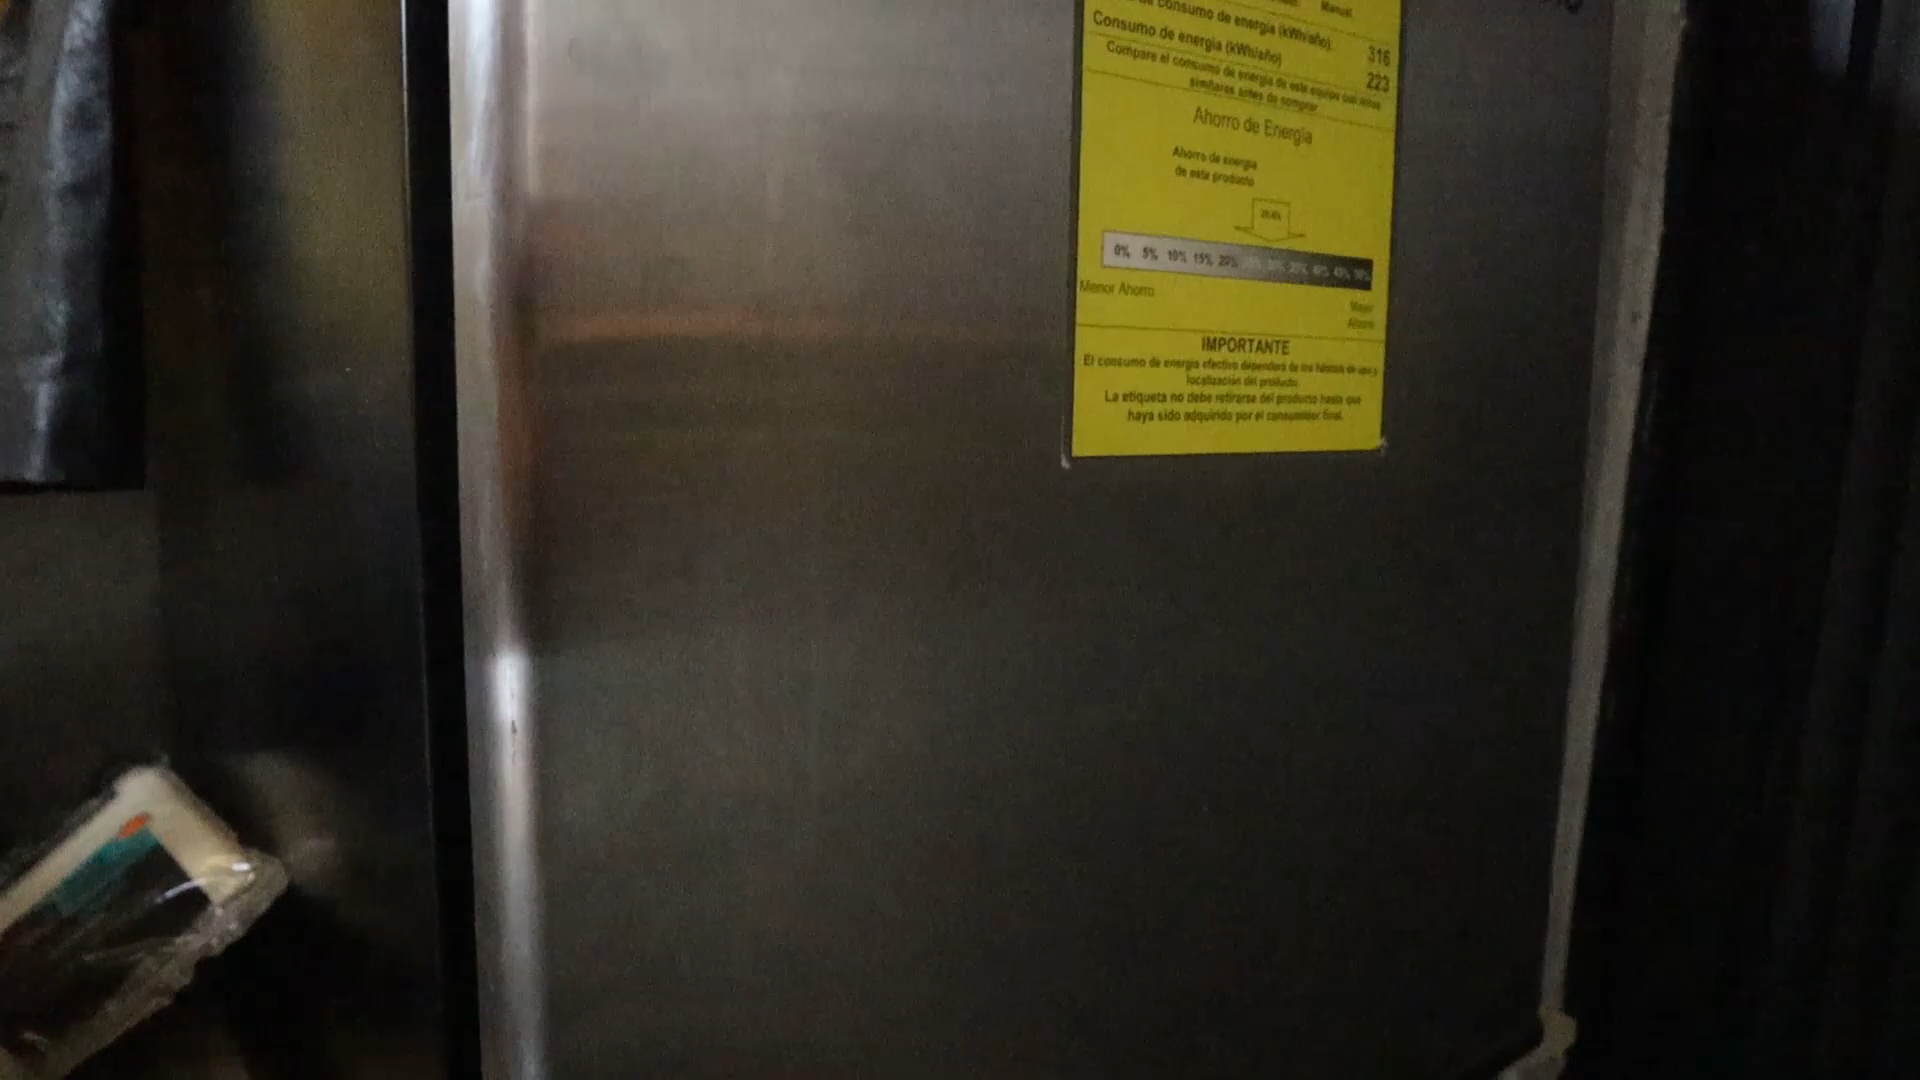 Manual
de consumo de energía (kWh/año): 316
Consumo de energía (kWh/año) 223
Compare el consumo de energía de este equipo con otros
similares antes de comprar
Ahorro de Energía
Ahorro de energía
de este producto
0% 5% 10% 15% 20%
Menor Ahorro
Mayor
Ahorro
IMPORTANTE
El consumo de energía efectivo dependerá de los hábitos de uso y
localización del producto.
La etiqueta no debe retirarse del producto hasta que
haya sido adquirido por el consumidor final.